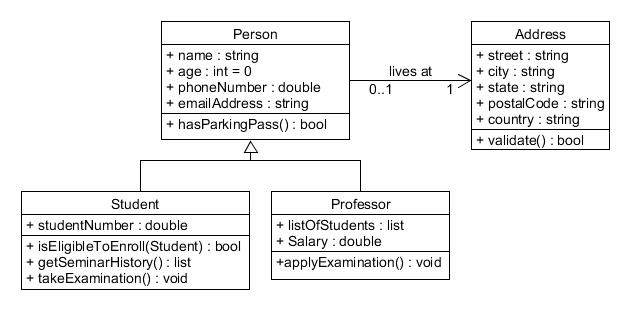 Person
+ name : string
+ age : int = 0
+ phoneNumber : double
+ emailAddress : string
+ hasParkingPass() : bool
lives at
0..1
1
Address
+ street : string
+ city : string
+ state : string
+ postalCode : string
+ country : string
+ validate() : bool
Student
+ studentNumber : double
+ isEligibleToEnroll(Student) : bool
+ getSeminarHistory() : list
+ takeExamination() : void
Professor
+ listOfStudents : list
+ Salary : double
+applyExamination() : void